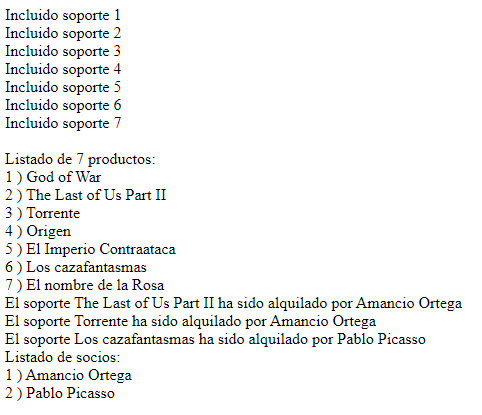 Incluido soporte 1
Incluido soporte 2
Incluido soporte 3
Incluido soporte 4
Incluido soporte 5
Incluido soporte 6
Incluido soporte 7
Listado de 7 productos:
1 ) God of War
2 ) The Last of Us Part II
3 ) Torrente
4 ) Origen
5 ) El Imperio Contraataca
6 ) Los cazafantasmas
7 ) El nombre de la Rosa
El soporte The Last of Us Part II ha sido alquilado por Amancio Ortega
El soporte Torrente ha sido alquilado por Amancio Ortega
El soporte Los cazafantasmas ha sido alquilado por Pablo Picasso
Listado de socios:
1 ) Amancio Ortega
2 ) Pablo Picasso